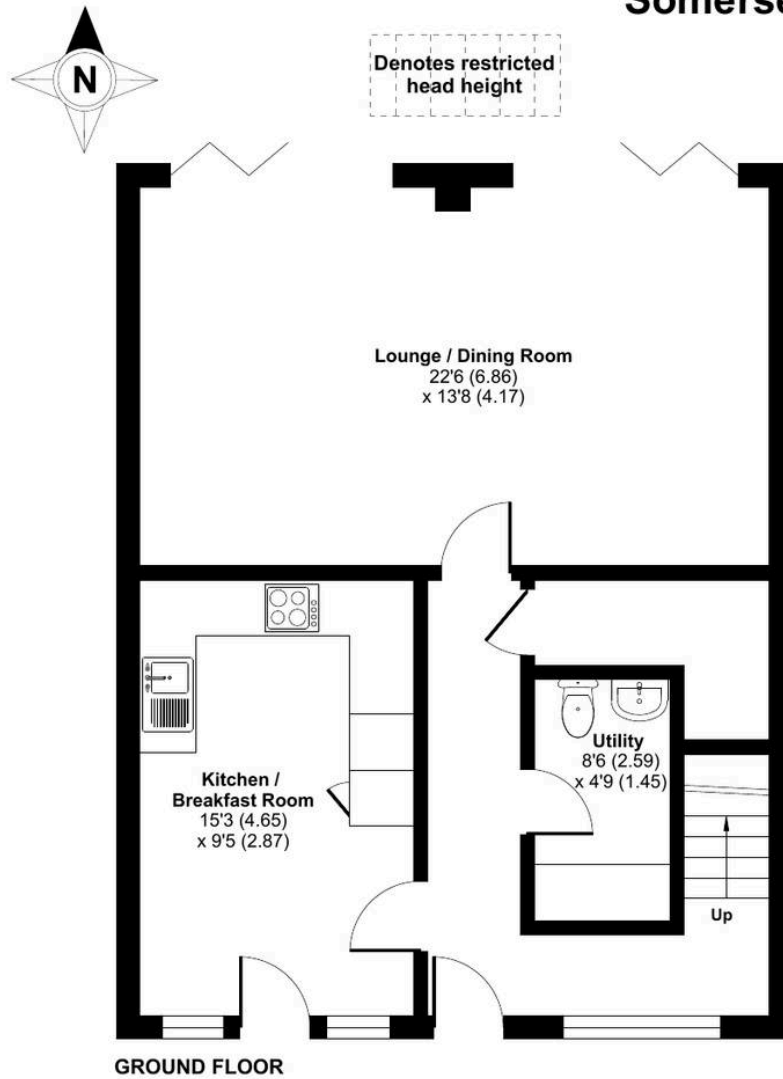 Somerse
N
Denotes restricted
head height
Lounge / Dining Room
22'6 (6.86)
x 13'8 (4.17)
Utility
8'6 (2.59)
x 4'9 (1.45)
Kitchen /
Breakfast Room
15'3 (4.65)
x 9'5 (2.87)
Up
GROUND FLOOR